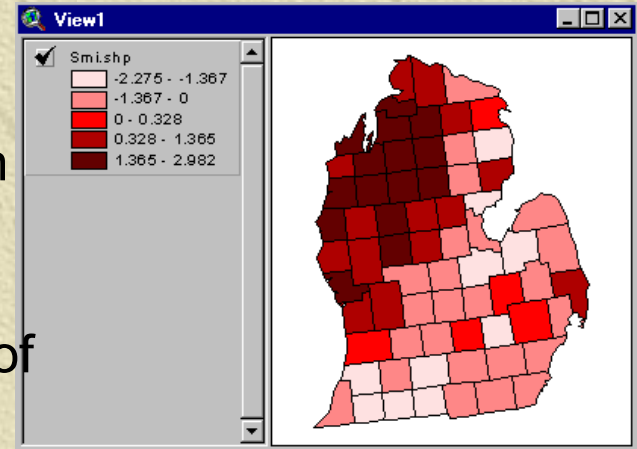 View1
Smi.shp
-2.275 - -1.367
-1.367 - 0
0 - 0.328
0.328 - 1.365
1.365 - 2.982
n
of